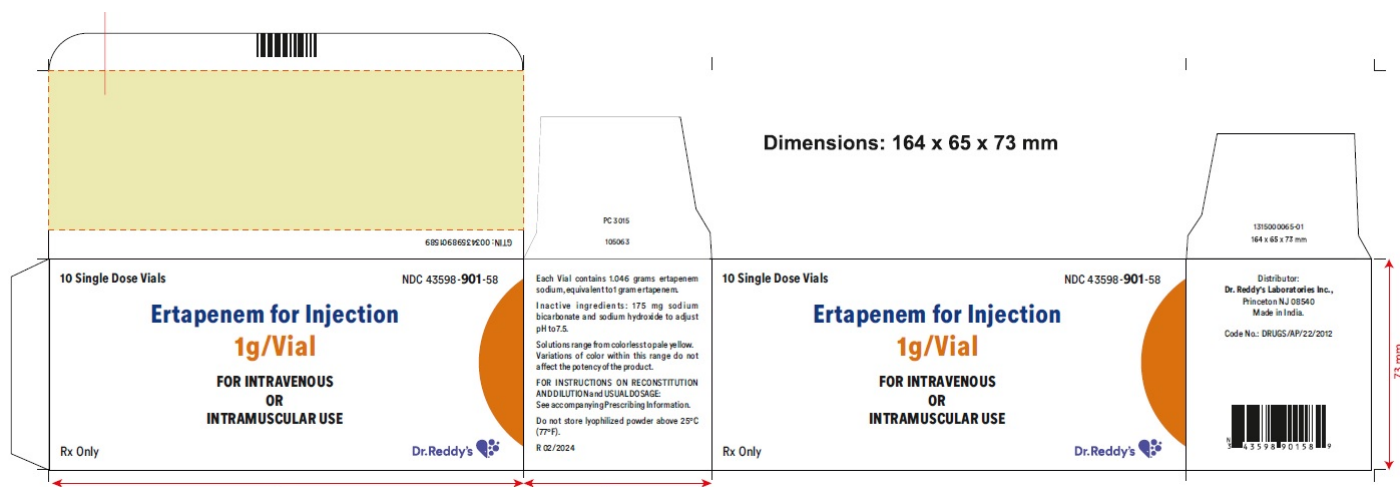 Dimensions: 164 x 65 x 73 mm
PC 3015
105063
1315000065-01
164 x 65 x 73 mm
GTIN: 00343598901589
10 Single Dose Vials
NDC 43598-901-58
Ertapenem for Injection
1g/Vial
FOR INTRAVENOUS
OR
INTRAMUSCULAR USE
Rx Only
Dr.Reddy's
Each Vial contains 1.046 grams ertapenem
sodium, equivalent to 1 gram ertapenem.
Inactive ingredients: 175 mg sodium
bicarbonate and sodium hydroxide to adjust
pH to 7.5.
Solutions range from colorless to pale yellow.
Variations of color within this range do not
affect the potency of the product.
FOR INSTRUCTIONS ON RECONSTITUTION
AND DILUTION and USUAL DOSAGE:
See accompanying Prescribing Information.
Do not store lyophilized powder above 25°C
(77°F).
R 02/2024
10 Single Dose Vials
NDC 43598-901-58
Ertapenem for Injection
1g/Vial
FOR INTRAVENOUS
OR
INTRAMUSCULAR USE
Rx Only
Dr.Reddy's
Distributor:
Dr. Reddy's Laboratories Inc.,
Princeton NJ 08540
Made in India.
Code No.: DRUGS/AP/22/2012
N
3 43598 90158 9
73 mm